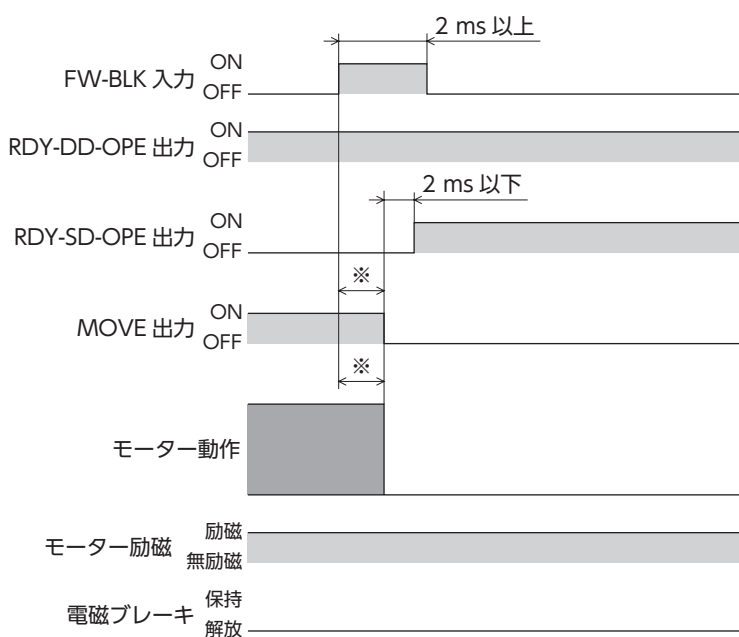 2 ms 以上
FW-BLK 入力 ON
OFF
RDY-DD-OPE 出力 ON
OFF
2 ms 以下
RDY-SD-OPE 出力 ON
OFF
※
MOVE 出力 ON
OFF
※
モーター動作
モーター励磁 励磁
無励磁
電磁ブレーキ 保持
解放